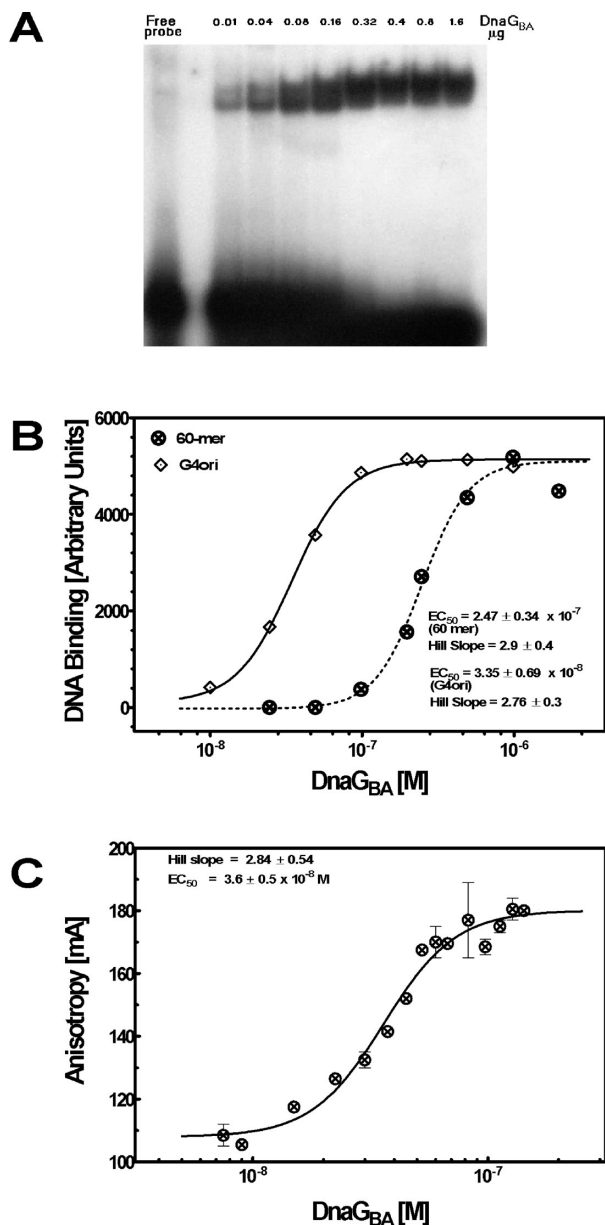 A
Free probe 0.01 0.04 0.08 0.16 0.32 0.4 0.8 1.6 DnaG_BA µg
B
DNA Binding [Arbitrary Units]
6000
4000
2000
0
60-mer
G4ori
EC50 = 2.47 ± 0.34 x 10^-7
(60 mer)
Hill Slope = 2.9 ± 0.4
EC50 = 3.35 ± 0.69 x 10^-8
(G4ori)
Hill Slope = 2.76 ± 0.3
10^-8 10^-7 10^-6
DnaG_BA [M]
C
Anisotropy [mA]
200
180
160
140
120
100
Hill slope = 2.84 ± 0.54
EC50 = 3.6 ± 0.5 x 10^-8 M
10^-8 10^-7
DnaG_BA [M]